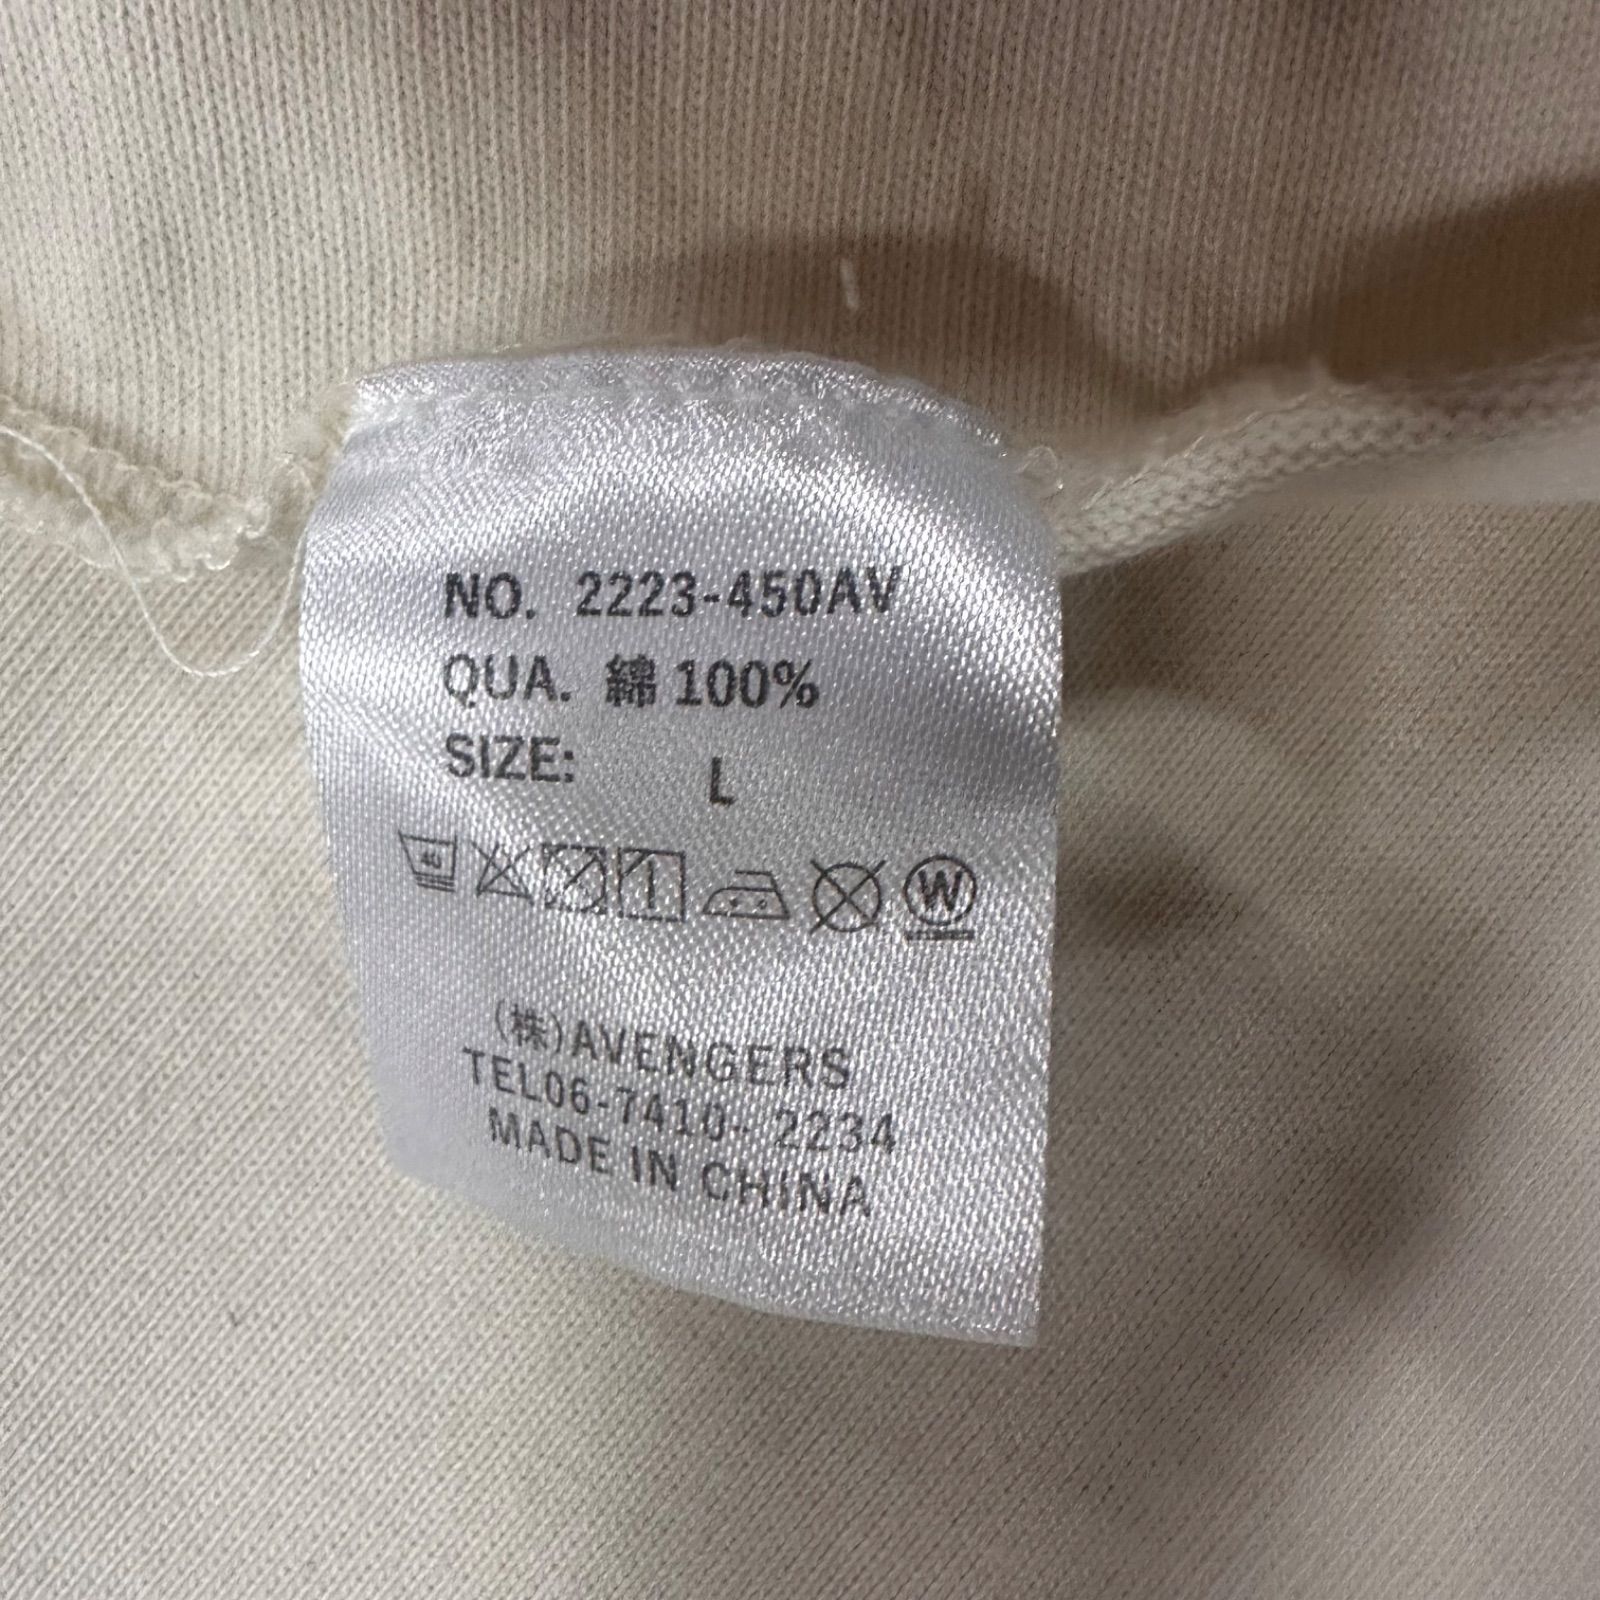 NO. 2223-450AV
QUA. 綿 100%
SIZE: L
W
(株)AVENGERS
TEL06-7410-2234
MADE IN CHINA